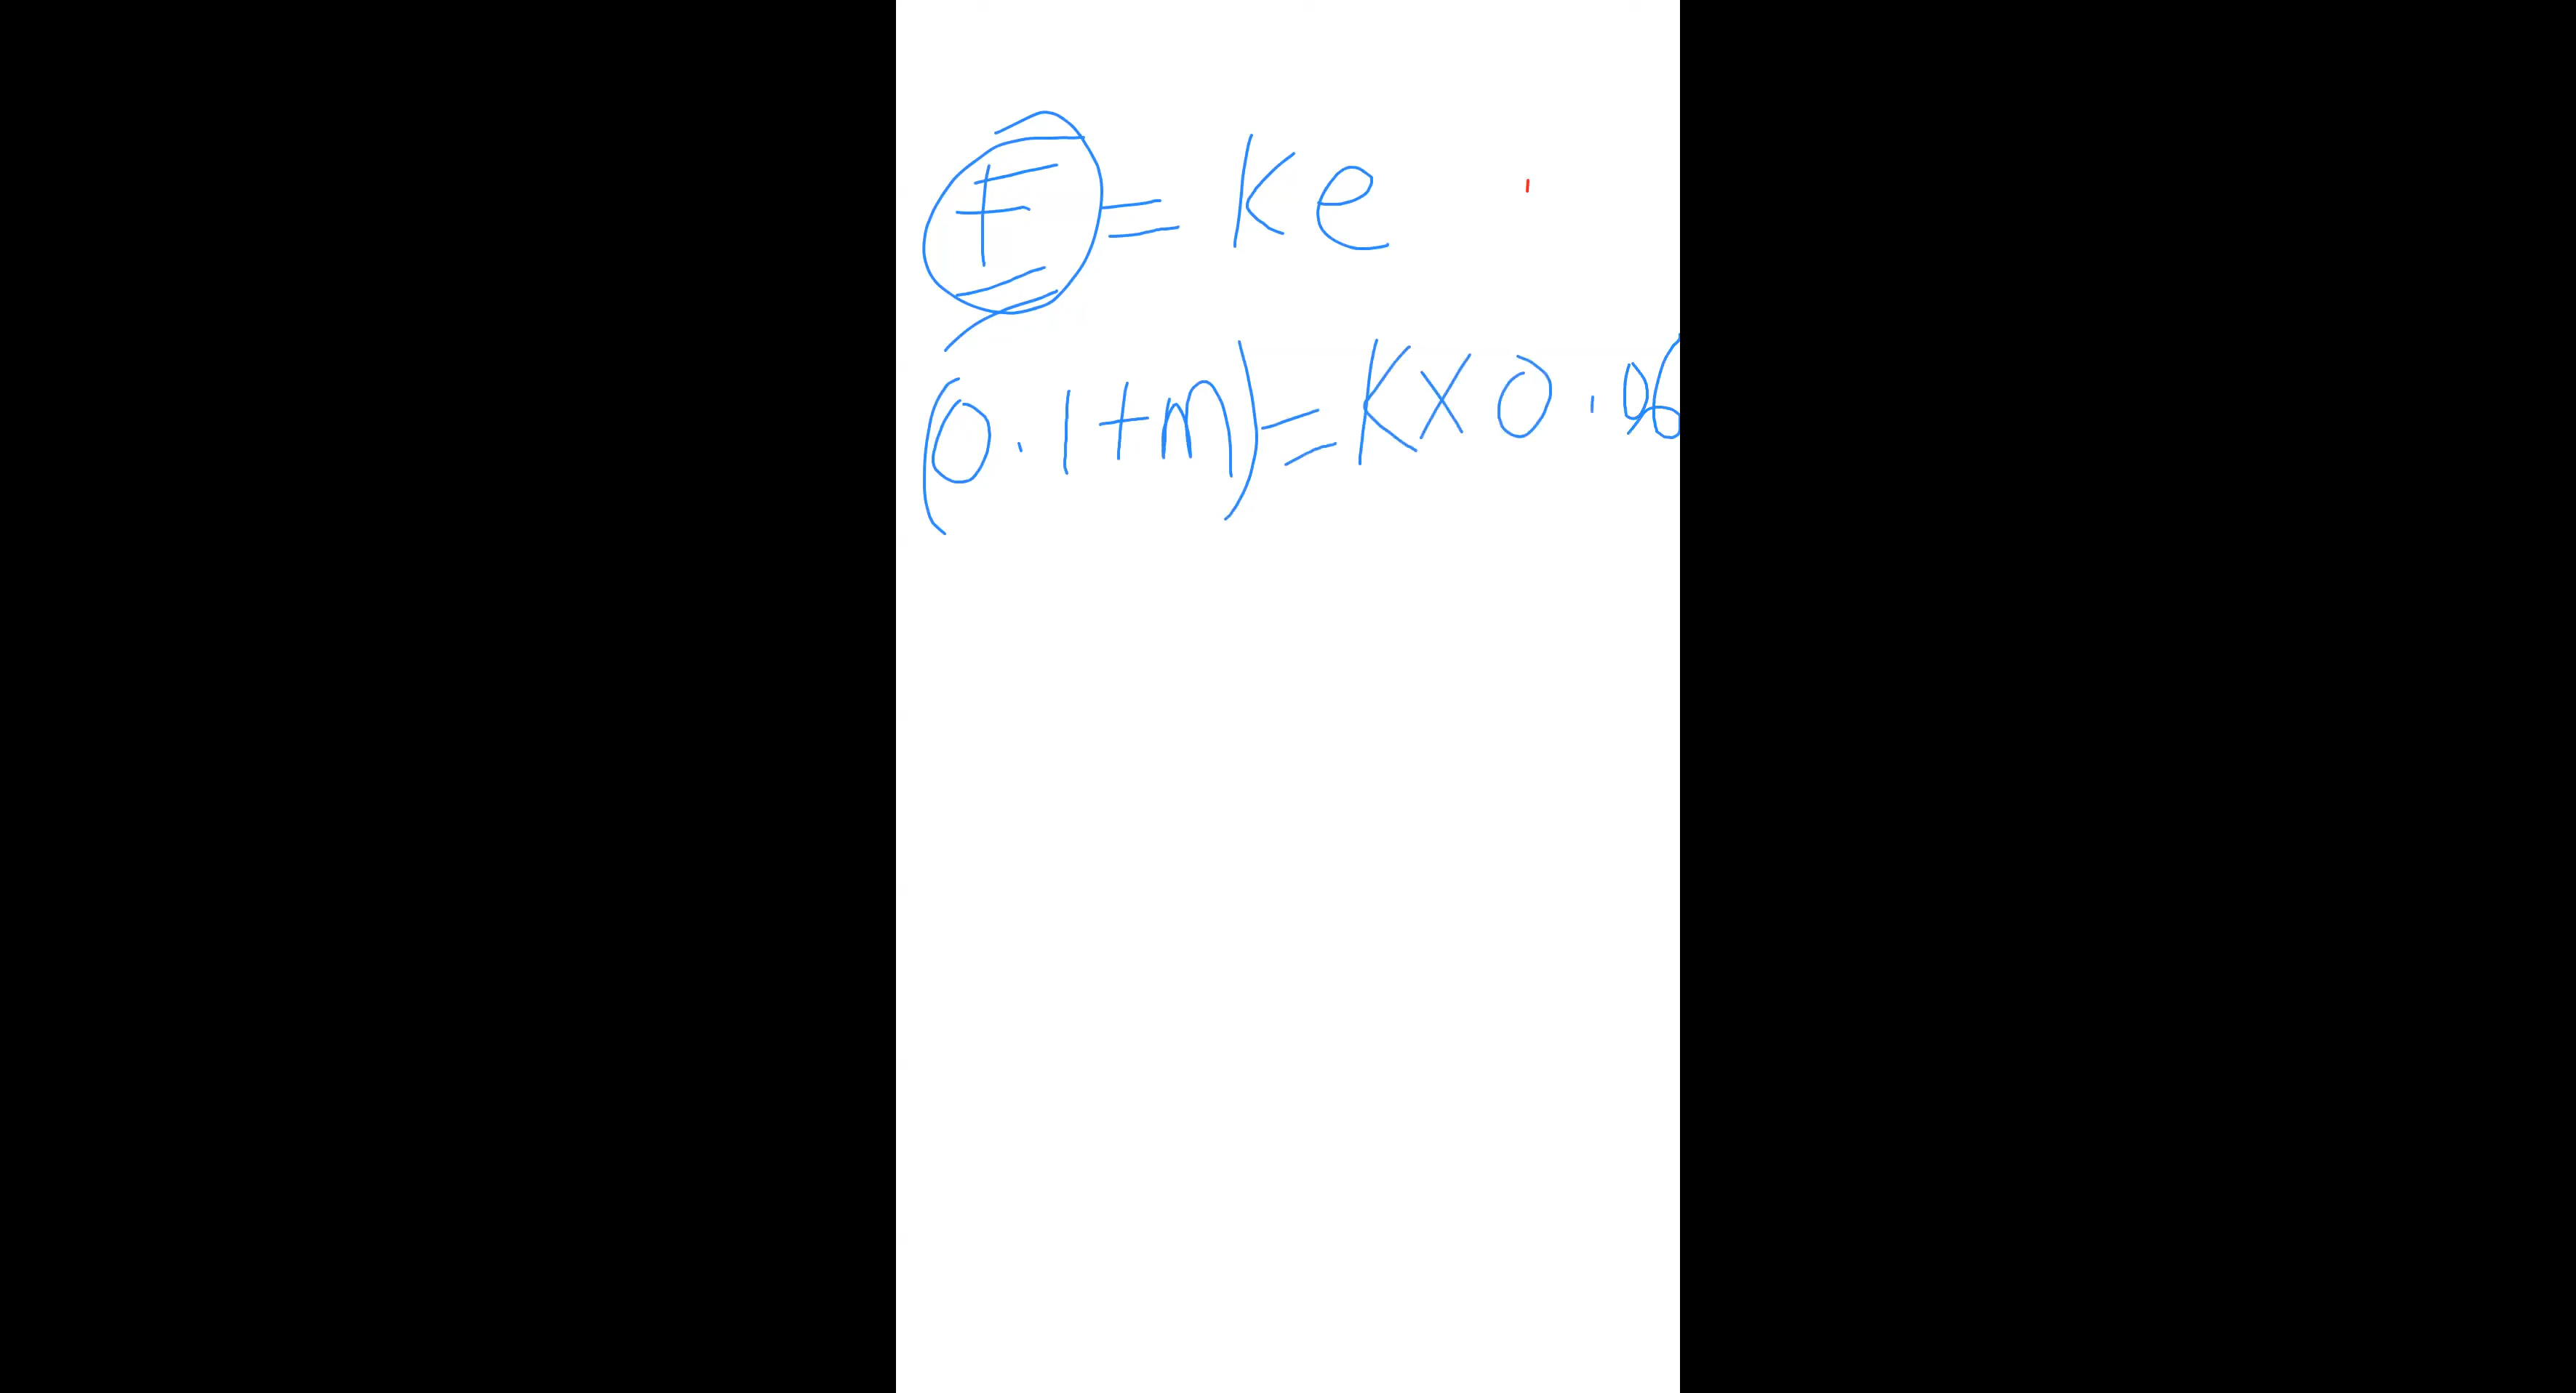 F = Ke
(0.1+m) = K×0.06